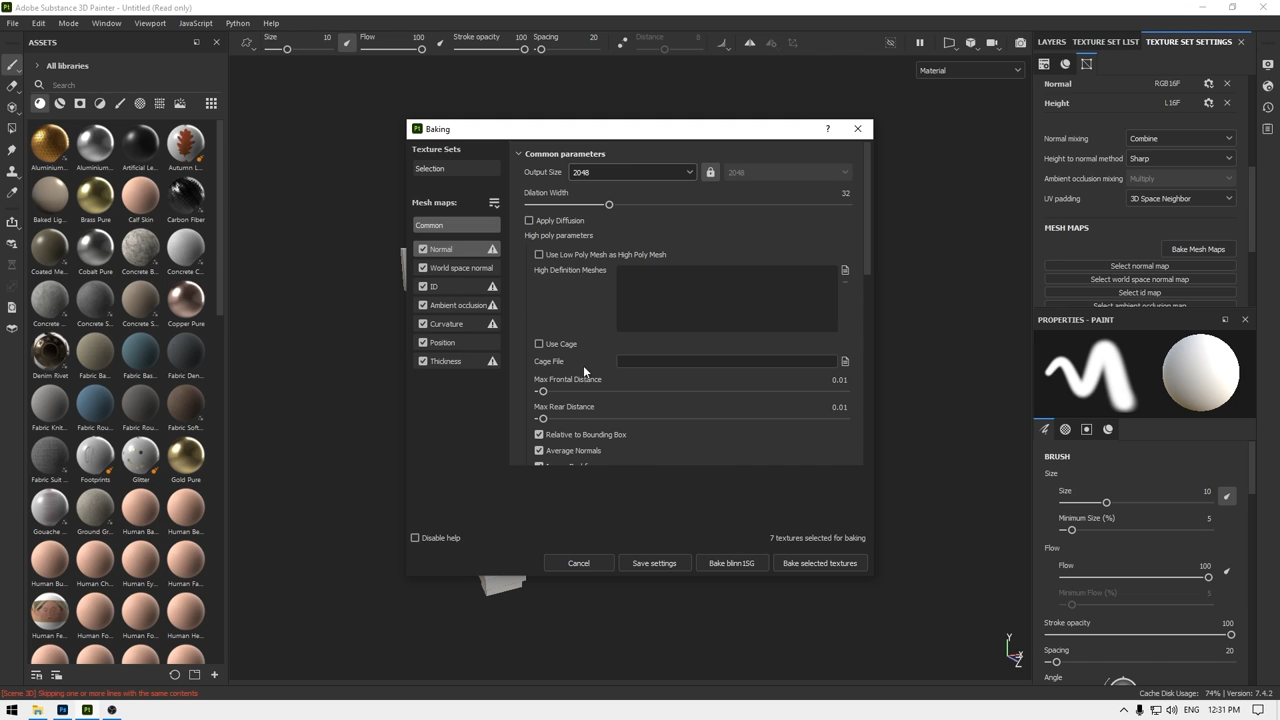 Adobe Substance 3D Painter - Untitled (Read only)
File Edit Mode Window Viewport JavaScript Python Help
ASSETS
Size 10 Flow 100 Stroke opacity 100 Spacing 20 Distance 8
LAYERS TEXTURE SET LIST TEXTURE SET SETTINGS
All libraries
Search
Material
Aluminium... Aluminium... Artificial Le... Autumn L...
Baked Lig... Brass Pure Calf Skin Carbon Fiber
Coated Me... Cobalt Pure Concrete B... Concrete C...
Concrete ... Concrete S... Concrete S... Copper Pure
Denim Rivet Fabric Ba... Fabric Bas... Fabric De...
Fabric Knit... Fabric Rou... Fabric Rou... Fabric Soft...
Fabric Suit ... Footprints Glitter Gold Pure
Gouache ... Ground Gr... Human Ba... Human Be...
Human Bu... Human Ch... Human Ey... Human Fa...
Human Fe... Human Fo... Human Fo... Human He...
Baking
Texture Sets
Selection
Mesh maps:
Common
Normal
World space normal
ID
Ambient occlusion
Curvature
Position
Thickness
Common parameters
Output Size 2048 2048
Dilation Width 32
Apply Diffusion
High poly parameters
Use Low Poly Mesh as High Poly Mesh
High Definition Meshes
Use Cage
Cage File
Max Frontal Distance 0.01
Max Rear Distance 0.01
Relative to Bounding Box
Average Normals
Disable help
7 textures selected for baking
Cancel Save settings Bake blinn1SG Bake selected textures
Normal RGB16F
Height L16F
Normal mixing Combine
Height to normal method Sharp
Ambient occlusion mixing Multiply
UV padding 3D Space Neighbor
MESH MAPS
Bake Mesh Maps
Select normal map
Select world space normal map
Select id map
Select ambient occlusion map
PROPERTIES - PAINT
BRUSH
Size
Size 10
Minimum Size (%) 5
Flow
Flow 100
Minimum Flow (%) 5
Stroke opacity 100
Spacing 20
Angle
Y
X
Z
[Scene 3D] Skipping one or more lines with the same contents
Cache Disk Usage: 74% | Version: 7.4.2
ENG 12:31 PM